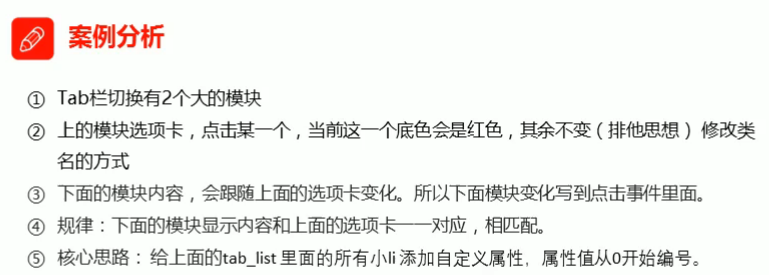 案例分析
① Tab栏切换有2个大的模块
② 上的模块选项卡，点击某一个，当前这一个底色会是红色，其余不变（排他思想） 修改类
名的方式
③ 下面的模块内容，会跟随上面的选项卡变化。所以下面模块变化写到点击事件里面。
④ 规律：下面的模块显示内容和上面的选项卡一一对应，相匹配。
⑤ 核心思路： 给上面的tab_list 里面的所有小li 添加自定义属性，属性值从0开始编号。